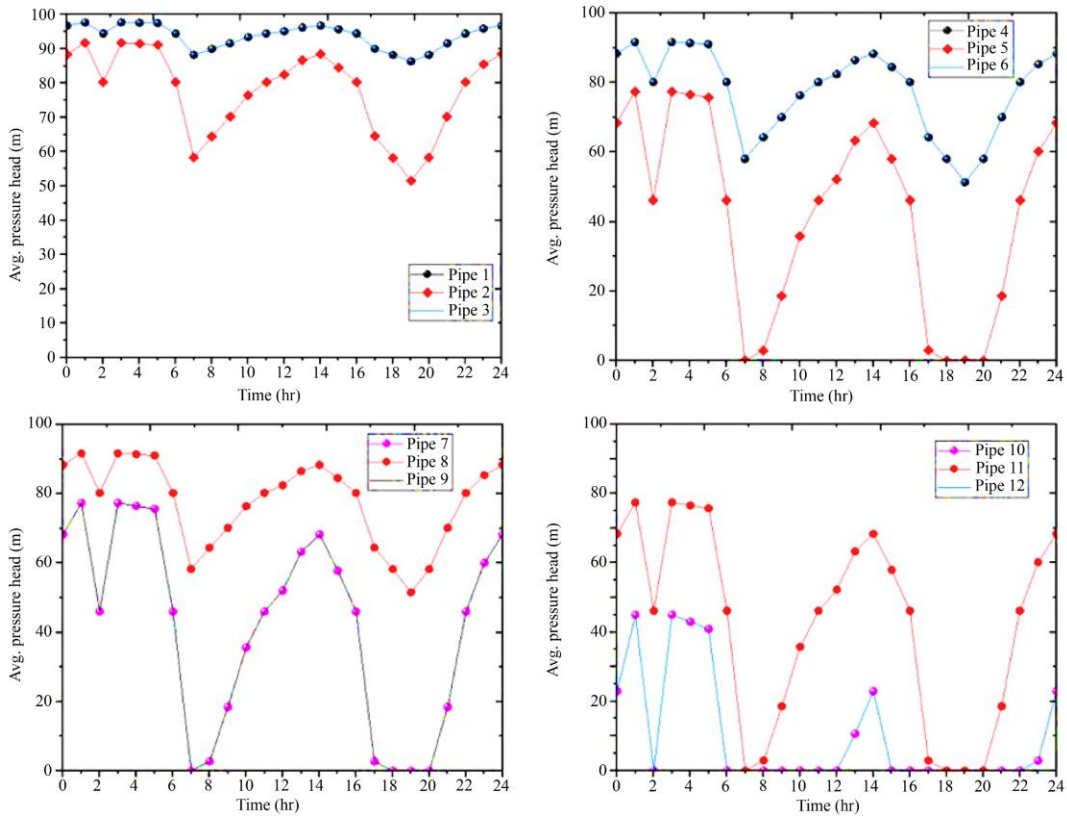 100
90
80
70
60
50
40
30
20
10
0
Avg. pressure head (m)
Pipe 1
Pipe 2
Pipe 3
0 2 4 6 8 10 12 14 16 18 20 22 24
Time (hr)
100
80
60
40
20
0
Avg. pressure head (m)
Pipe 4
Pipe 5
Pipe 6
0 2 4 6 8 10 12 14 16 18 20 22 24
Time (hr)
100
80
60
40
20
0
Avg. pressure head (m)
Pipe 7
Pipe 8
Pipe 9
0 2 4 6 8 10 12 14 16 18 20 22 24
Time (hr)
100
80
60
40
20
0
Avg. pressure head (m)
Pipe 10
Pipe 11
Pipe 12
0 2 4 6 8 10 12 14 16 18 20 22 24
Time (hr)